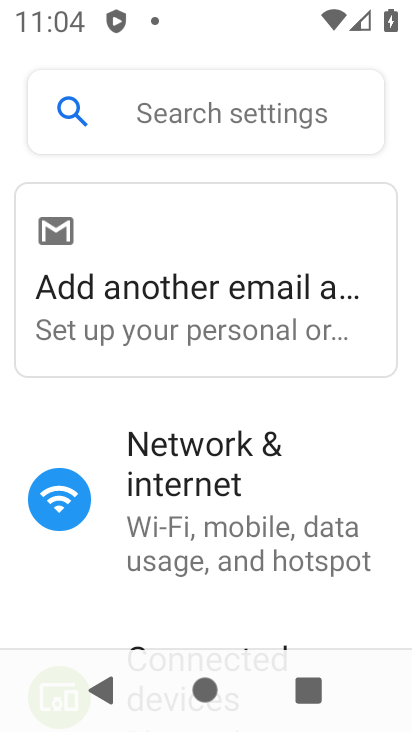 11:04
Search settings
Add another email a...
Set up your personal or...
Network &
internet
Wi-Fi, mobile, data
usage, and hotspot
Connected
devices